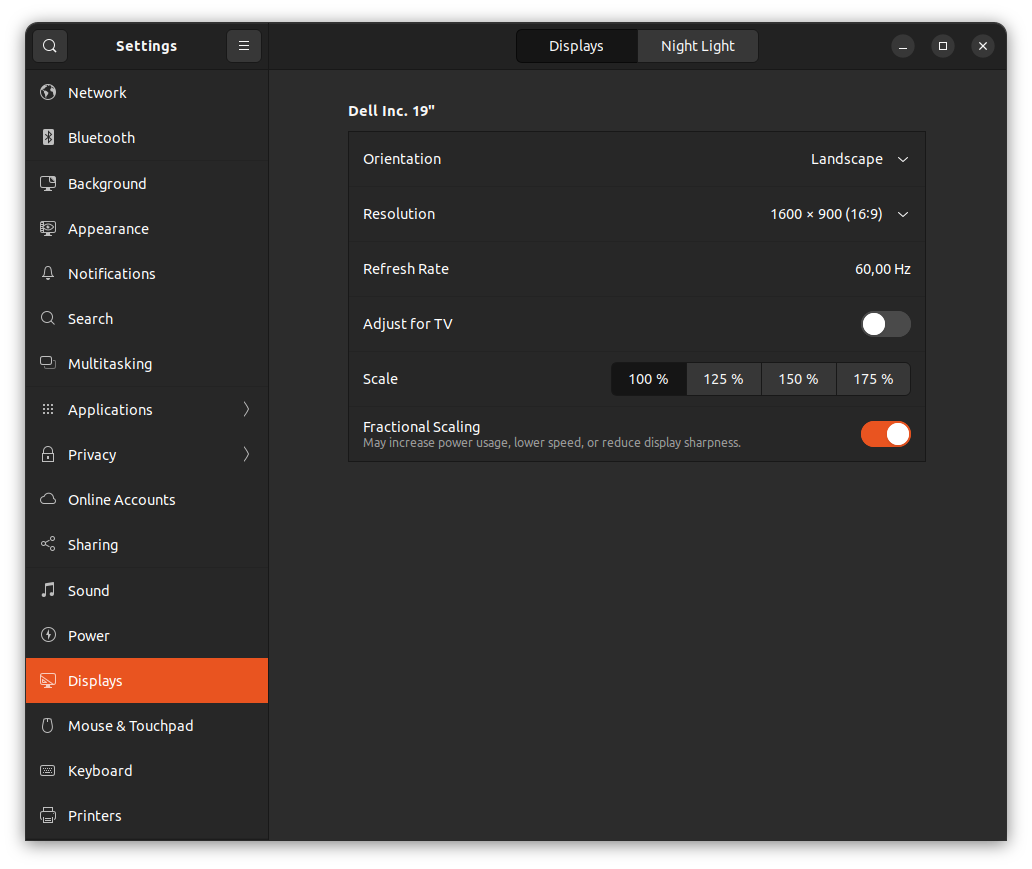 Settings
Displays Night Light
Network
Bluetooth
Background
Appearance
Notifications
Search
Multitasking
Applications
Privacy
Online Accounts
Sharing
Sound
Power
Displays
Mouse & Touchpad
Keyboard
Printers
Dell Inc. 19"
Orientation Landscape
Resolution 1600 × 900 (16∶9)
Refresh Rate 60,00 Hz
Adjust for TV
Scale 100 % 125 % 150 % 175 %
Fractional Scaling
May increase power usage, lower speed, or reduce display sharpness.